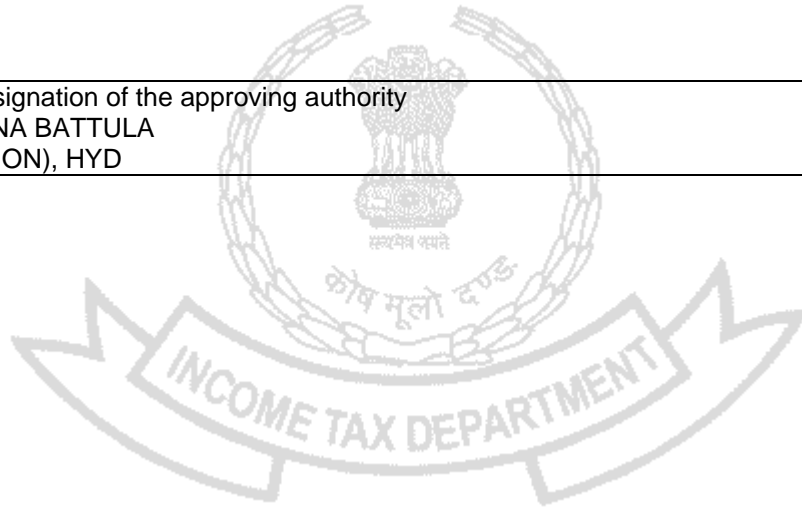 signation of the approving authority
NA BATTULA
ON), HYD
सत्यमेव जयते
कोष मूलो दण्ड:
INCOME TAX DEPARTMENT